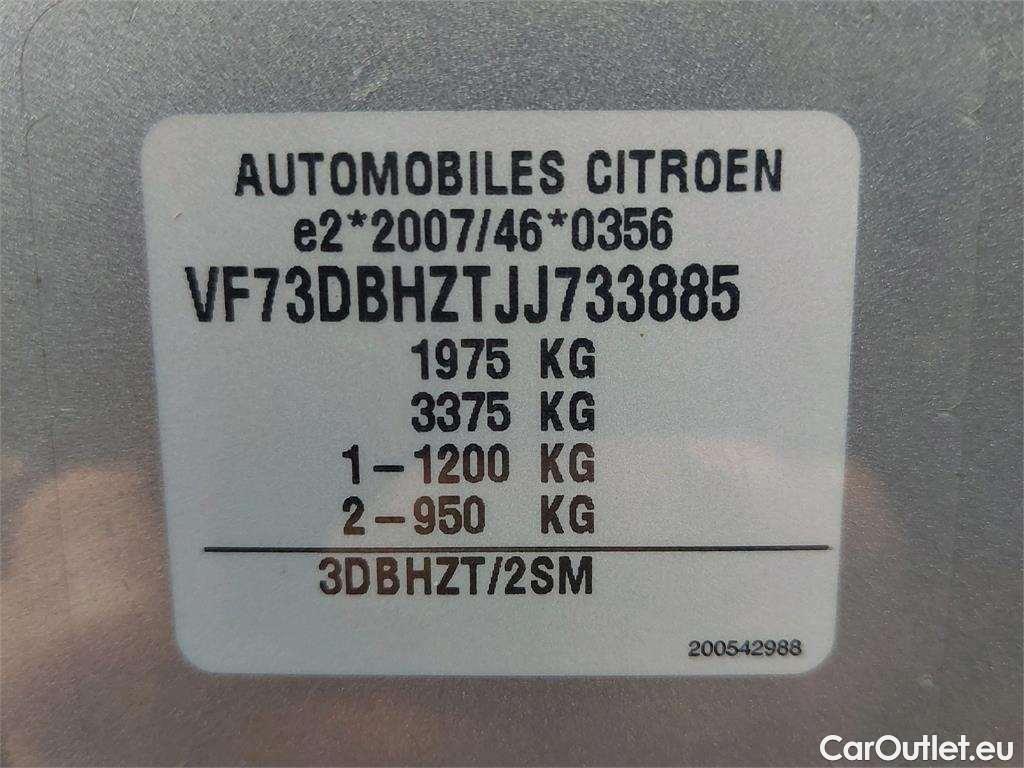 AUTOMOBILES CITROEN
e2*2007/46*0356
VF73DBHZTJJ733885
1975 KG
3375 KG
1-1200 KG
2-950 KG
3DBHZT/2SM
200542988
CarOutlet.eu